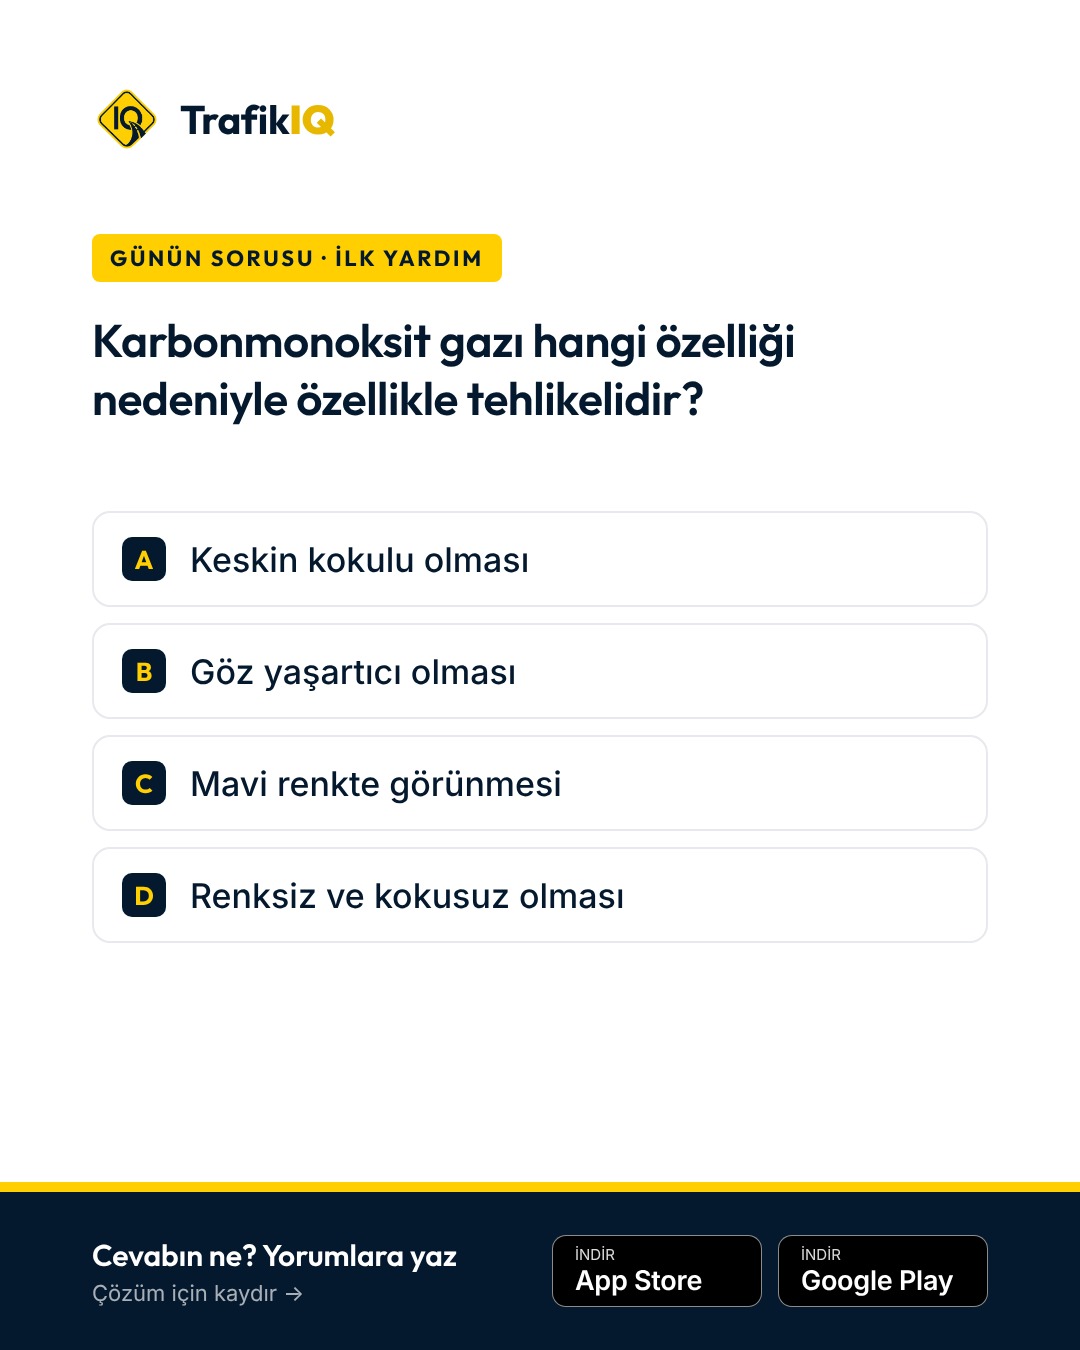 IQ
TrafikIQ
GÜNÜN SORUSU · İLK YARDIM
Karbonmonoksit gazı hangi özelliği
nedeniyle özellikle tehlikelidir?
A Keskin kokulu olması
B Göz yaşartıcı olması
C Mavi renkte görünmesi
D Renksiz ve kokusuz olması
Cevabın ne? Yorumlara yaz
Çözüm için kaydır →
İNDİR
App Store
İNDİR
Google Play